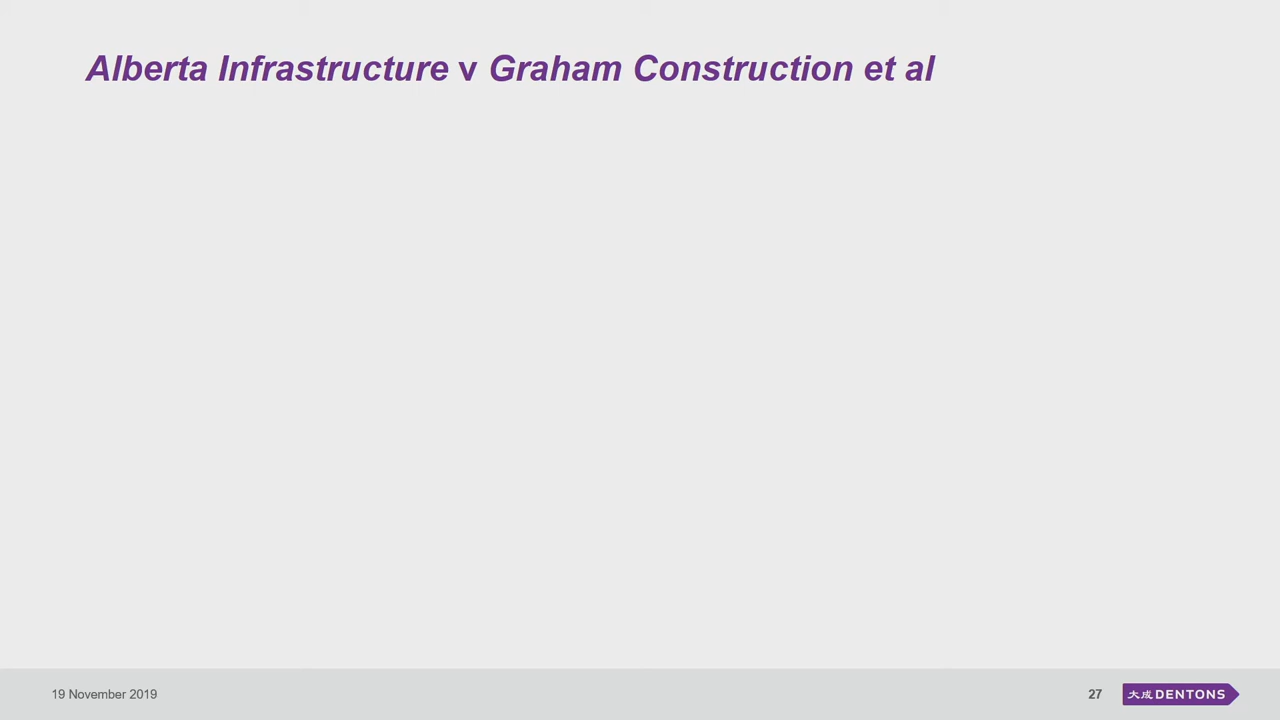 Alberta Infrastructure v Graham Construction et al
19 November 2019
27
大成 DENTONS